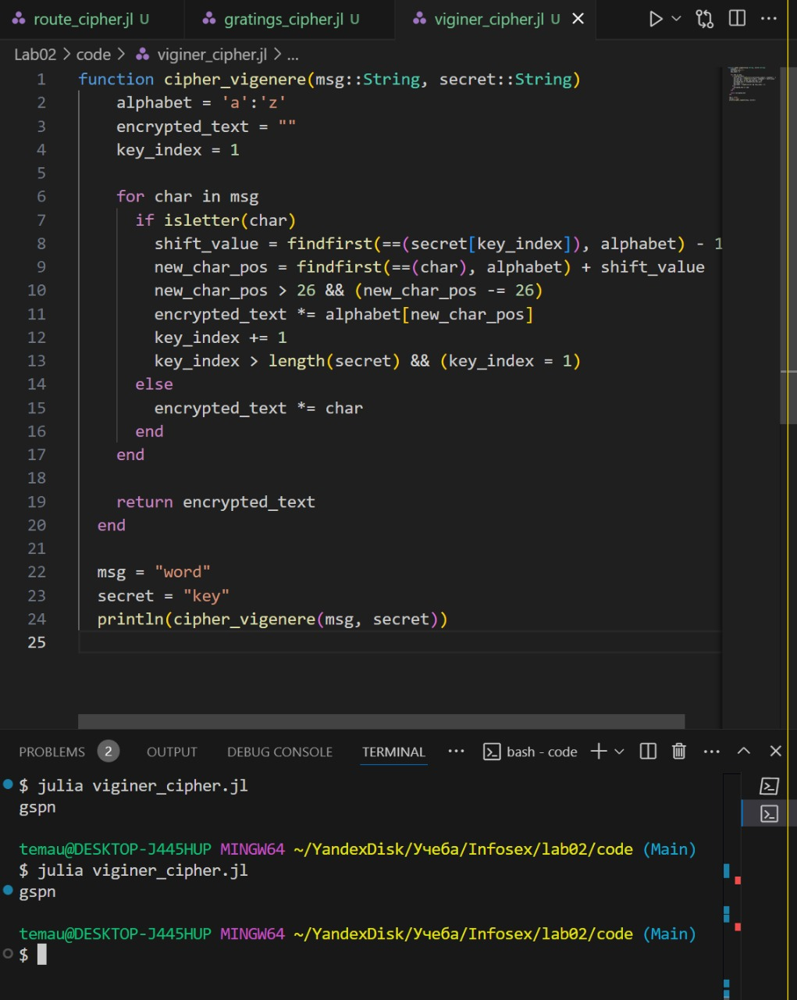 route_cipher.jl U gratings_cipher.jl U viginer_cipher.jl U
Lab02 > code > viginer_cipher.jl > ...
1 function cipher_vigenere(msg::String, secret::String)
2 alphabet = 'a':'z'
3 encrypted_text = ""
4 key_index = 1
5
6 for char in msg
7 if isletter(char)
8 shift_value = findfirst(==(secret[key_index]), alphabet) - 1
9 new_char_pos = findfirst(==(char), alphabet) + shift_value
10 new_char_pos > 26 && (new_char_pos -= 26)
11 encrypted_text *= alphabet[new_char_pos]
12 key_index += 1
13 key_index > length(secret) && (key_index = 1)
14 else
15 encrypted_text *= char
16 end
17 end
18
19 return encrypted_text
20 end
21
22 msg = "word"
23 secret = "key"
24 println(cipher_vigenere(msg, secret))
25
PROBLEMS 2 OUTPUT DEBUG CONSOLE TERMINAL ... bash - code
$ julia viginer_cipher.jl
gspn
temau@DESKTOP-J445HUP MINGW64 ~/YandexDisk/Учеба/Infosex/lab02/code (Main)
$ julia viginer_cipher.jl
gspn
temau@DESKTOP-J445HUP MINGW64 ~/YandexDisk/Учеба/Infosex/lab02/code (Main)
$